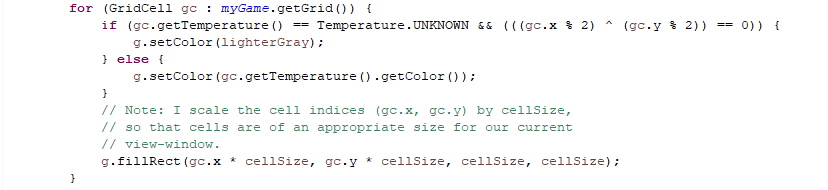 for (GridCell gc : myGame.getGrid()) {
if (gc.getTemperature() == Temperature.UNKNOWN && (((gc.x % 2) ^ (gc.y % 2)) == 0)) {
g.setColor(lighterGray);
} else {
g.setColor(gc.getTemperature().getColor());
}
// Note: I scale the cell indices (gc.x, gc.y) by cellSize,
// so that cells are of an appropriate size for our current
// view-window.
g.fillRect(gc.x * cellSize, gc.y * cellSize, cellSize, cellSize);
}